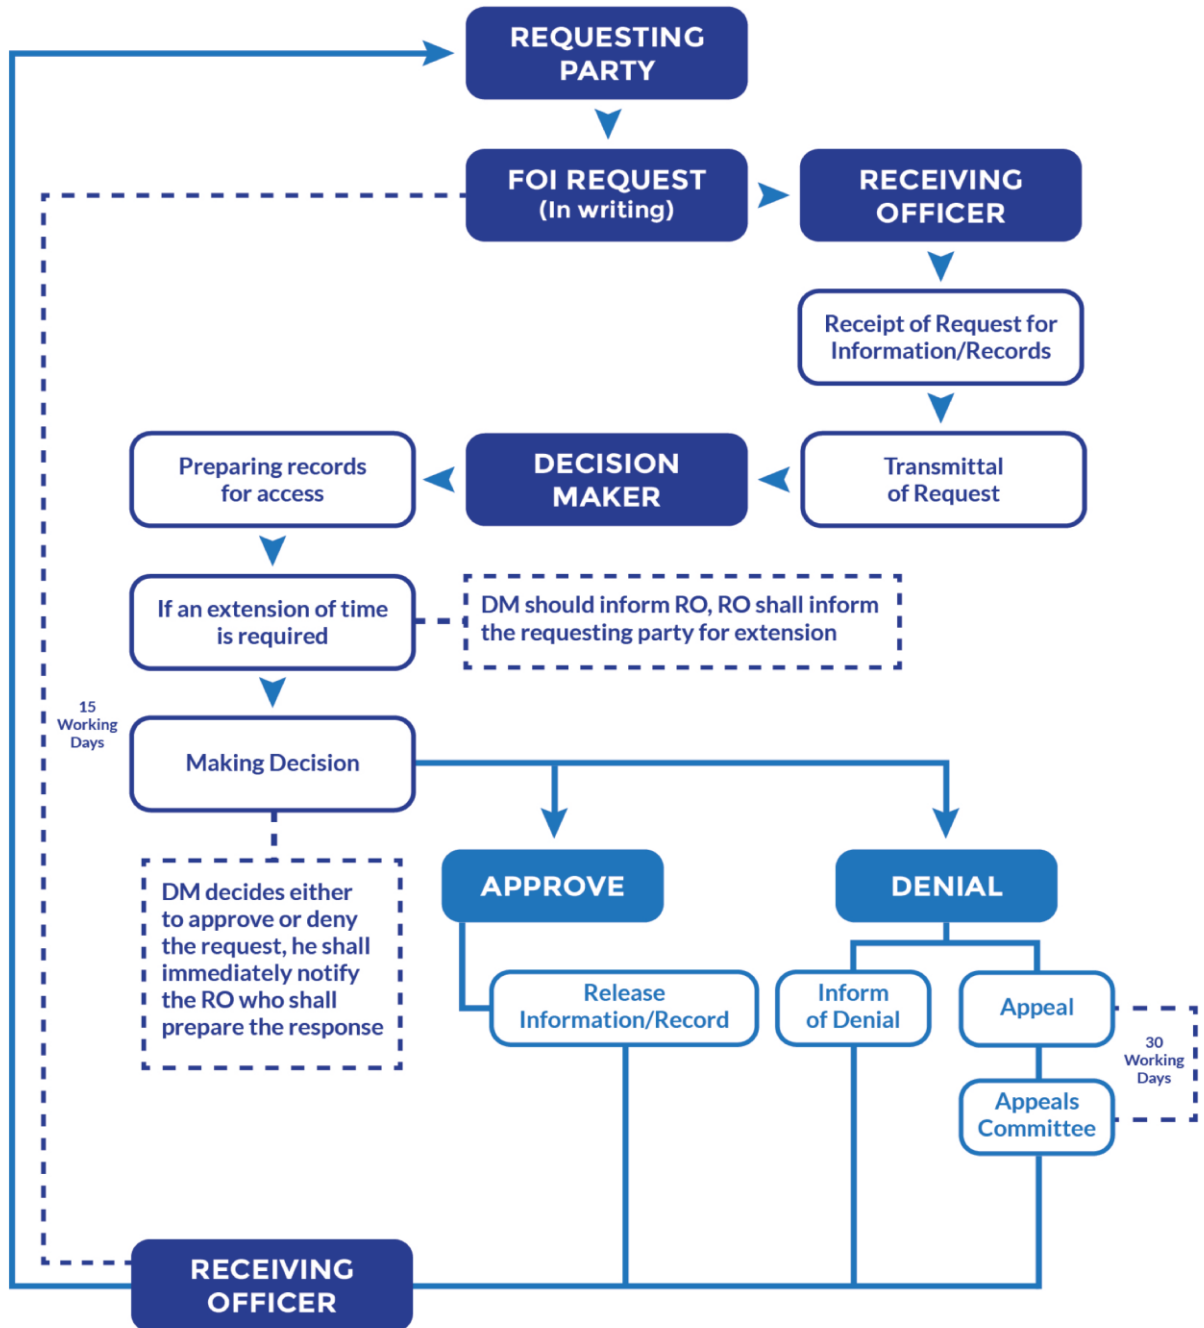 REQUESTING
PARTY
FOI REQUEST
(In writing)
RECEIVING
OFFICER
Receipt of Request for
Information/Records
Transmittal
of Request
DECISION
MAKER
Preparing records
for access
If an extension of time
is required
DM should inform RO, RO shall inform
the requesting party for extension
15
Working
Days
Making Decision
DM decides either
to approve or deny
the request, he shall
immediately notify
the RO who shall
prepare the response
APPROVE
DENIAL
Release
Information/Record
Inform
of Denial
Appeal
30
Working
Days
Appeals
Committee
RECEIVING
OFFICER